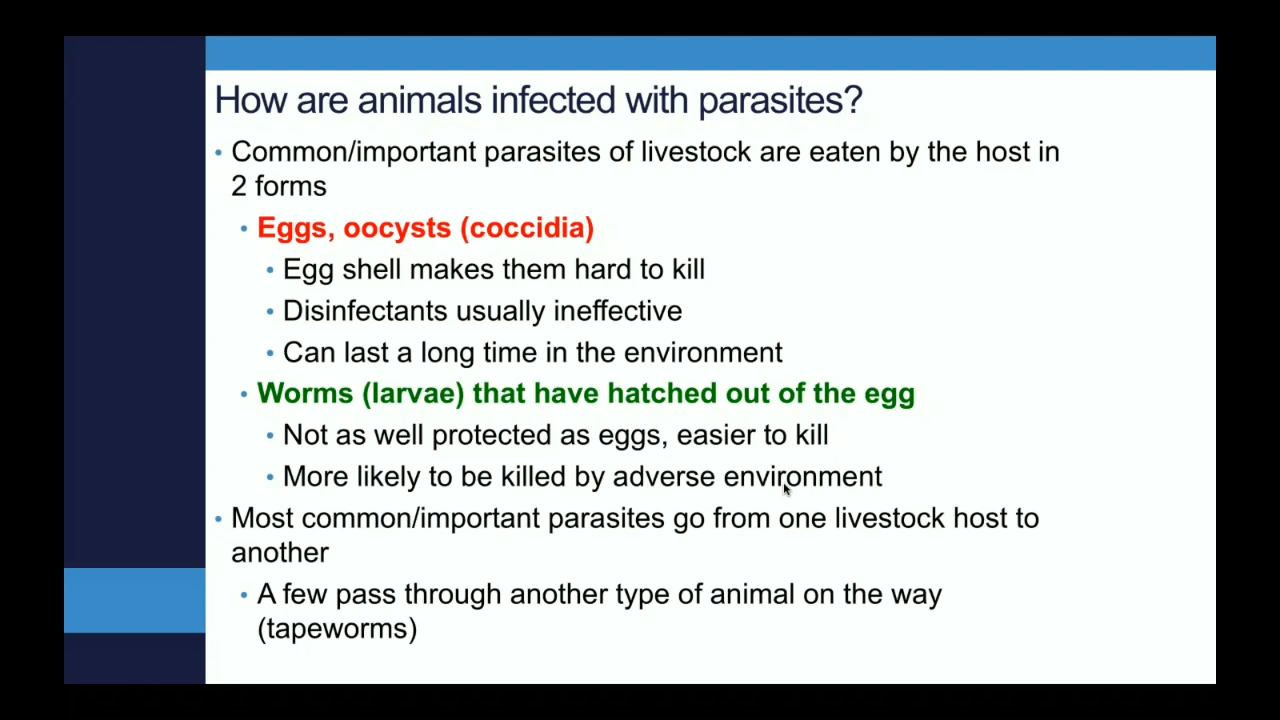 How are animals infected with parasites?
• Common/important parasites of livestock are eaten by the host in
2 forms
• Eggs, oocysts (coccidia)
• Egg shell makes them hard to kill
• Disinfectants usually ineffective
• Can last a long time in the environment
• Worms (larvae) that have hatched out of the egg
• Not as well protected as eggs, easier to kill
• More likely to be killed by adverse environment
• Most common/important parasites go from one livestock host to
another
• A few pass through another type of animal on the way
(tapeworms)